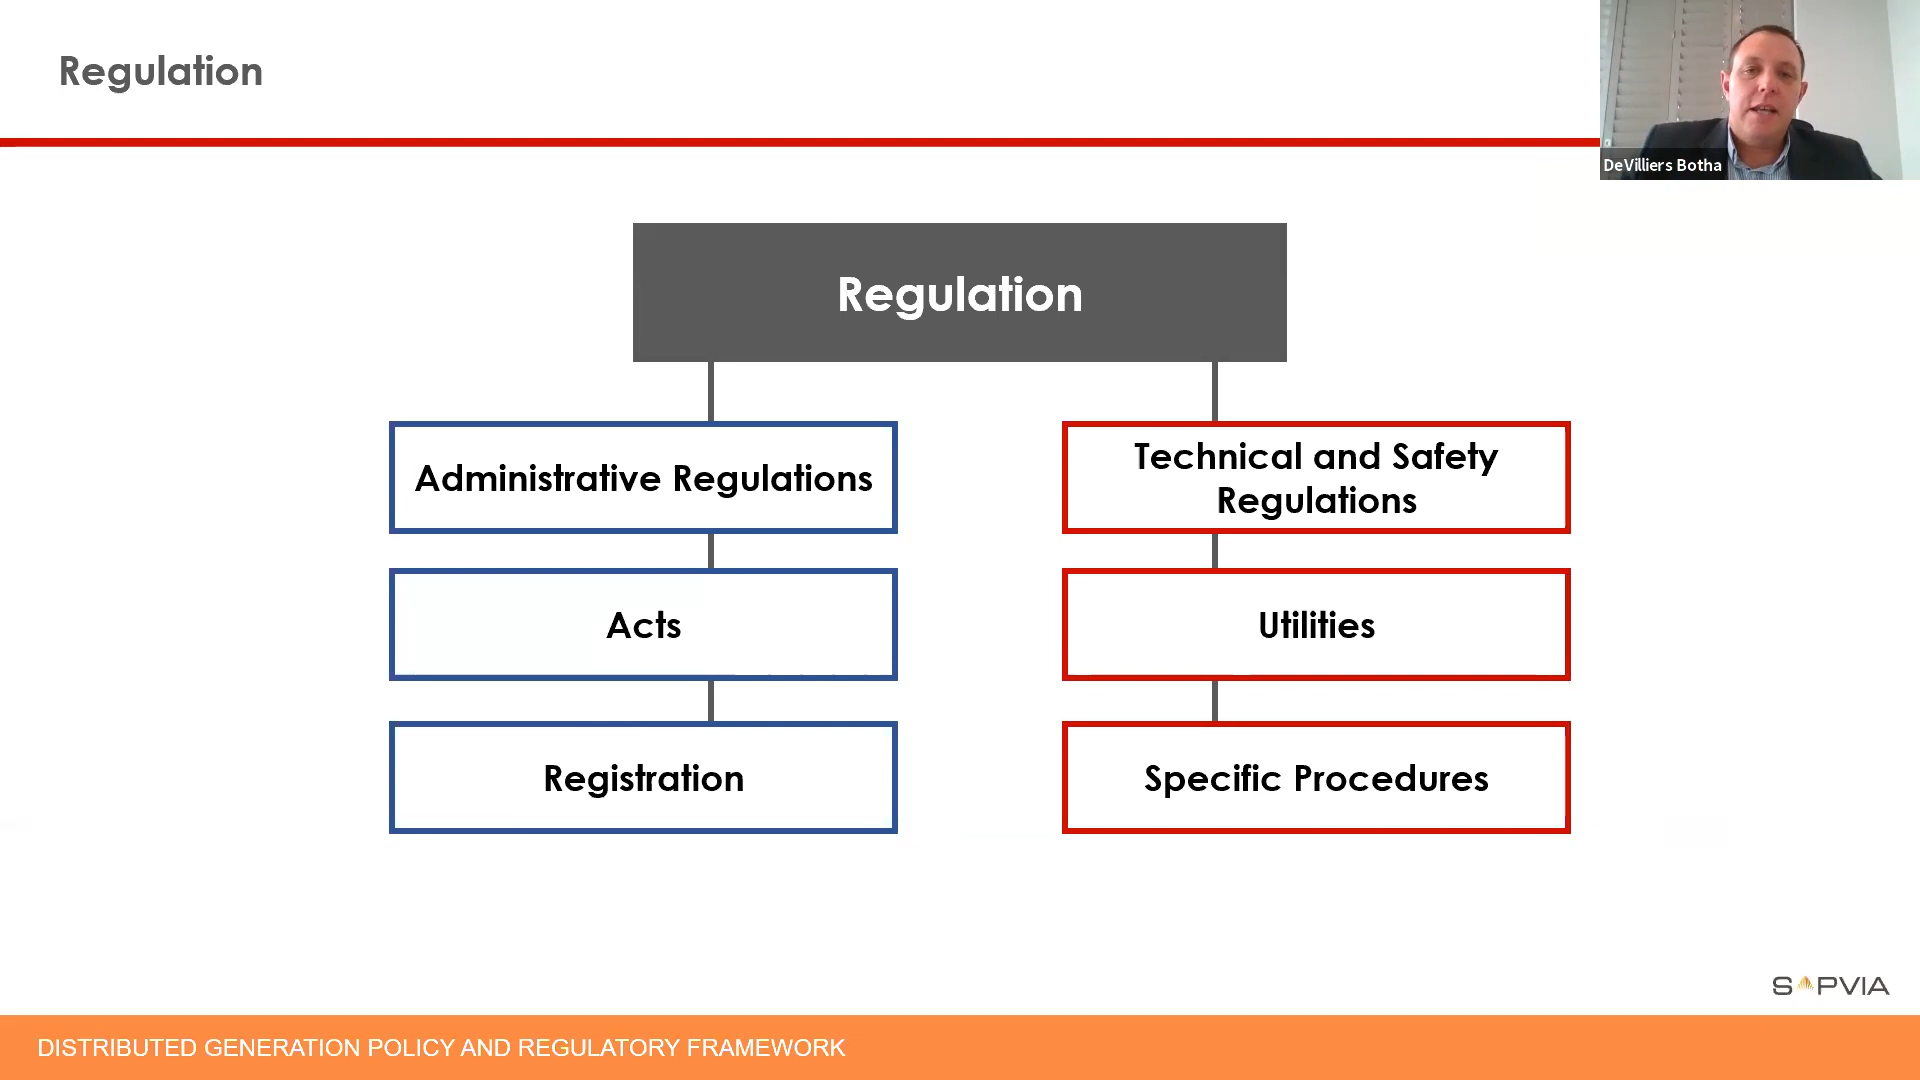 Regulation
DeVilliers Botha
Regulation
Administrative Regulations
Acts
Registration
Technical and Safety
Regulations
Utilities
Specific Procedures
SAPVIA
DISTRIBUTED GENERATION POLICY AND REGULATORY FRAMEWORK